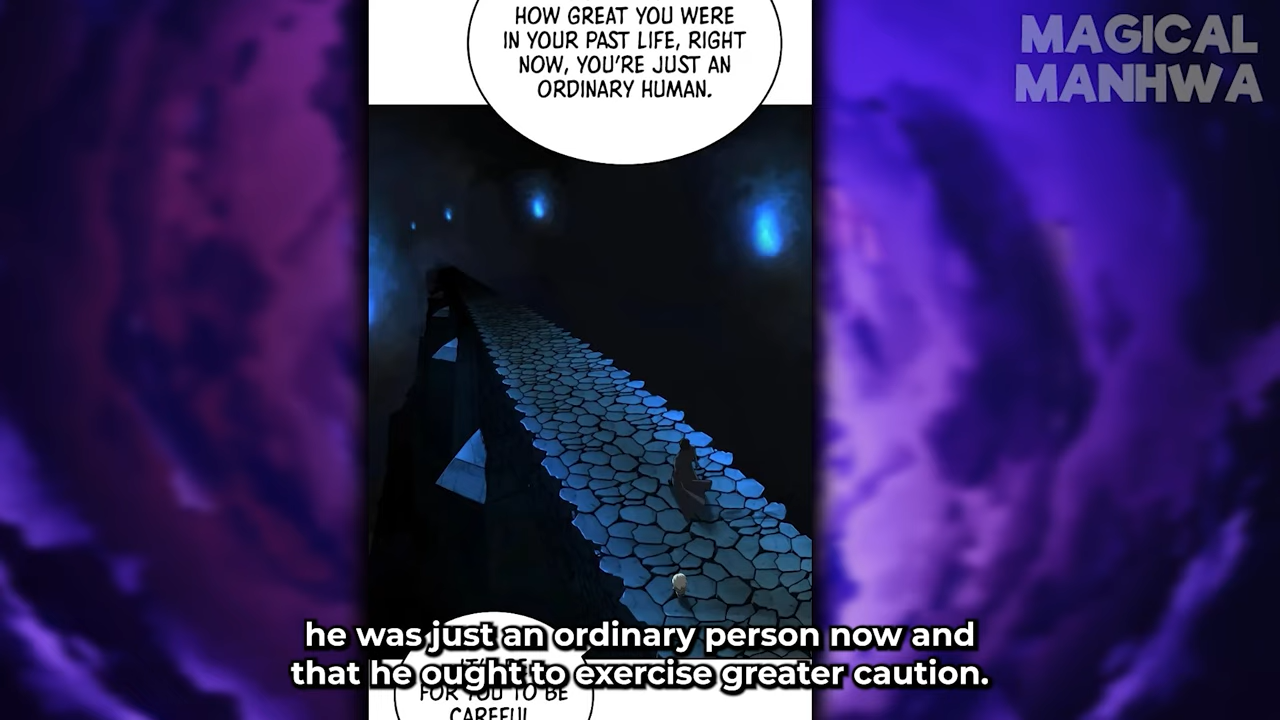 HOW GREAT YOU WERE
IN YOUR PAST LIFE, RIGHT
NOW, YOU'RE JUST AN
ORDINARY HUMAN.
MAGICAL
MANHWA
he was just an ordinary person now and
that he ought to exercise greater caution.
FOR YOU TO BE
CAREFUL